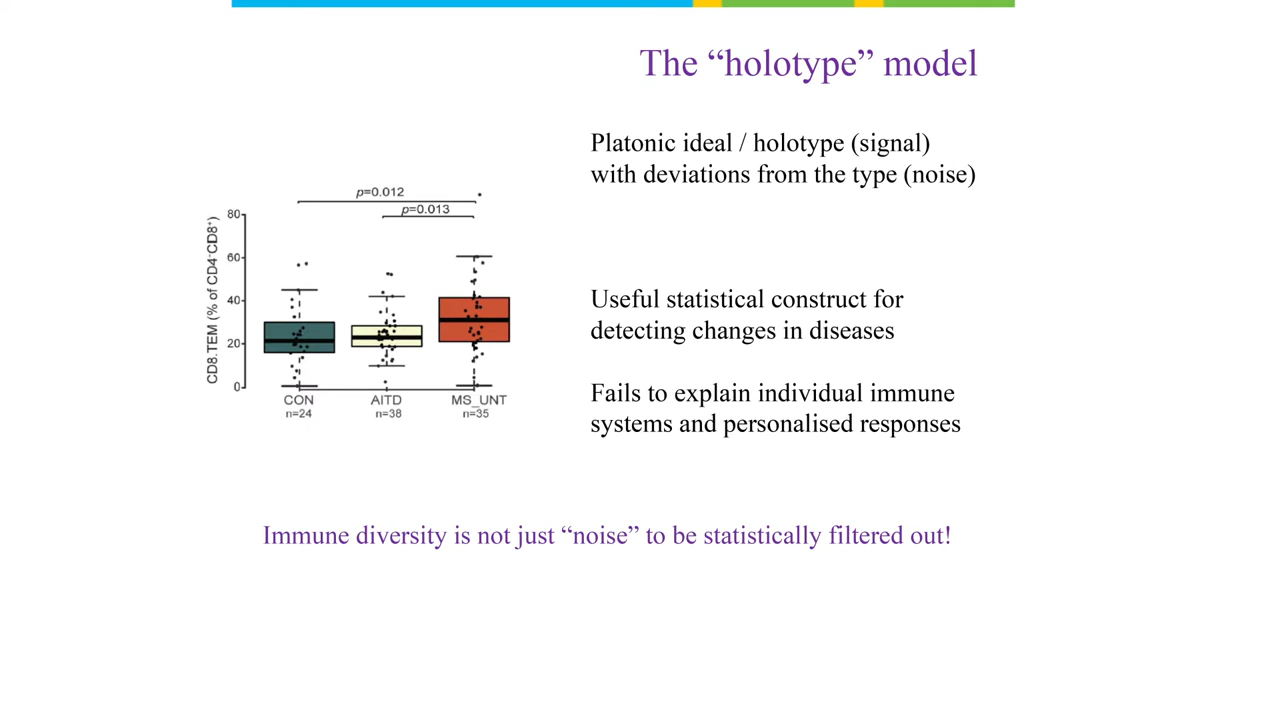 The “holotype” model
Platonic ideal / holotype (signal)
with deviations from the type (noise)
p=0.012
p=0.013
CD8.TEM (% of CD4-CD8+)
80
60
40
20
0
CON
n=24
AITD
n=38
MS_UNT
n=35
Useful statistical construct for
detecting changes in diseases
Fails to explain individual immune
systems and personalised responses
Immune diversity is not just “noise” to be statistically filtered out!